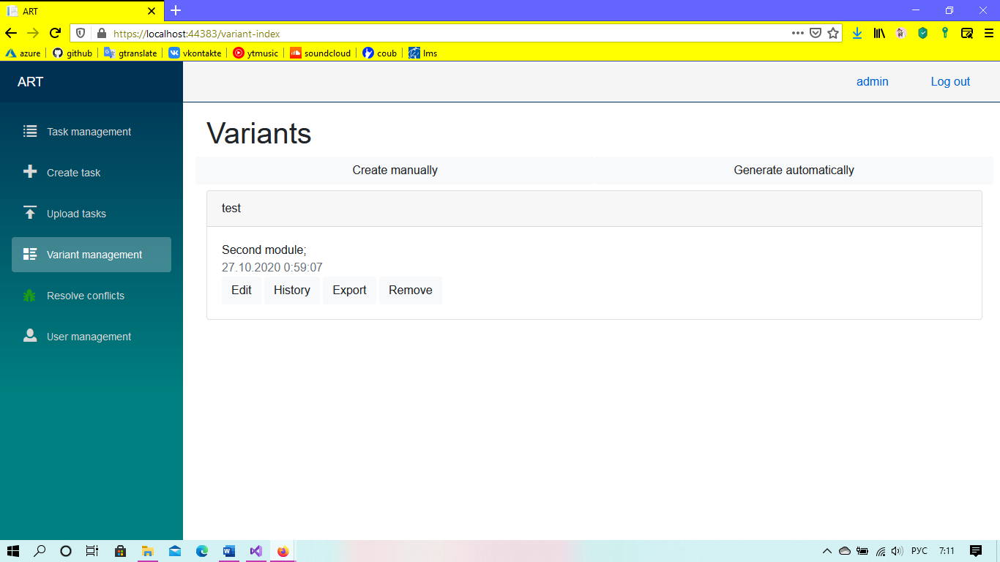 ART
https://localhost:44383/variant-index
azure github gtranslate vkontakte ytmusic soundcloud coub lms
ART
admin Log out
Task management
Create task
Upload tasks
Variant management
Resolve conflicts
User management
Variants
Create manually Generate automatically
test
Second module;
27.10.2020 0:59:07
Edit History Export Remove
РУС 7:11